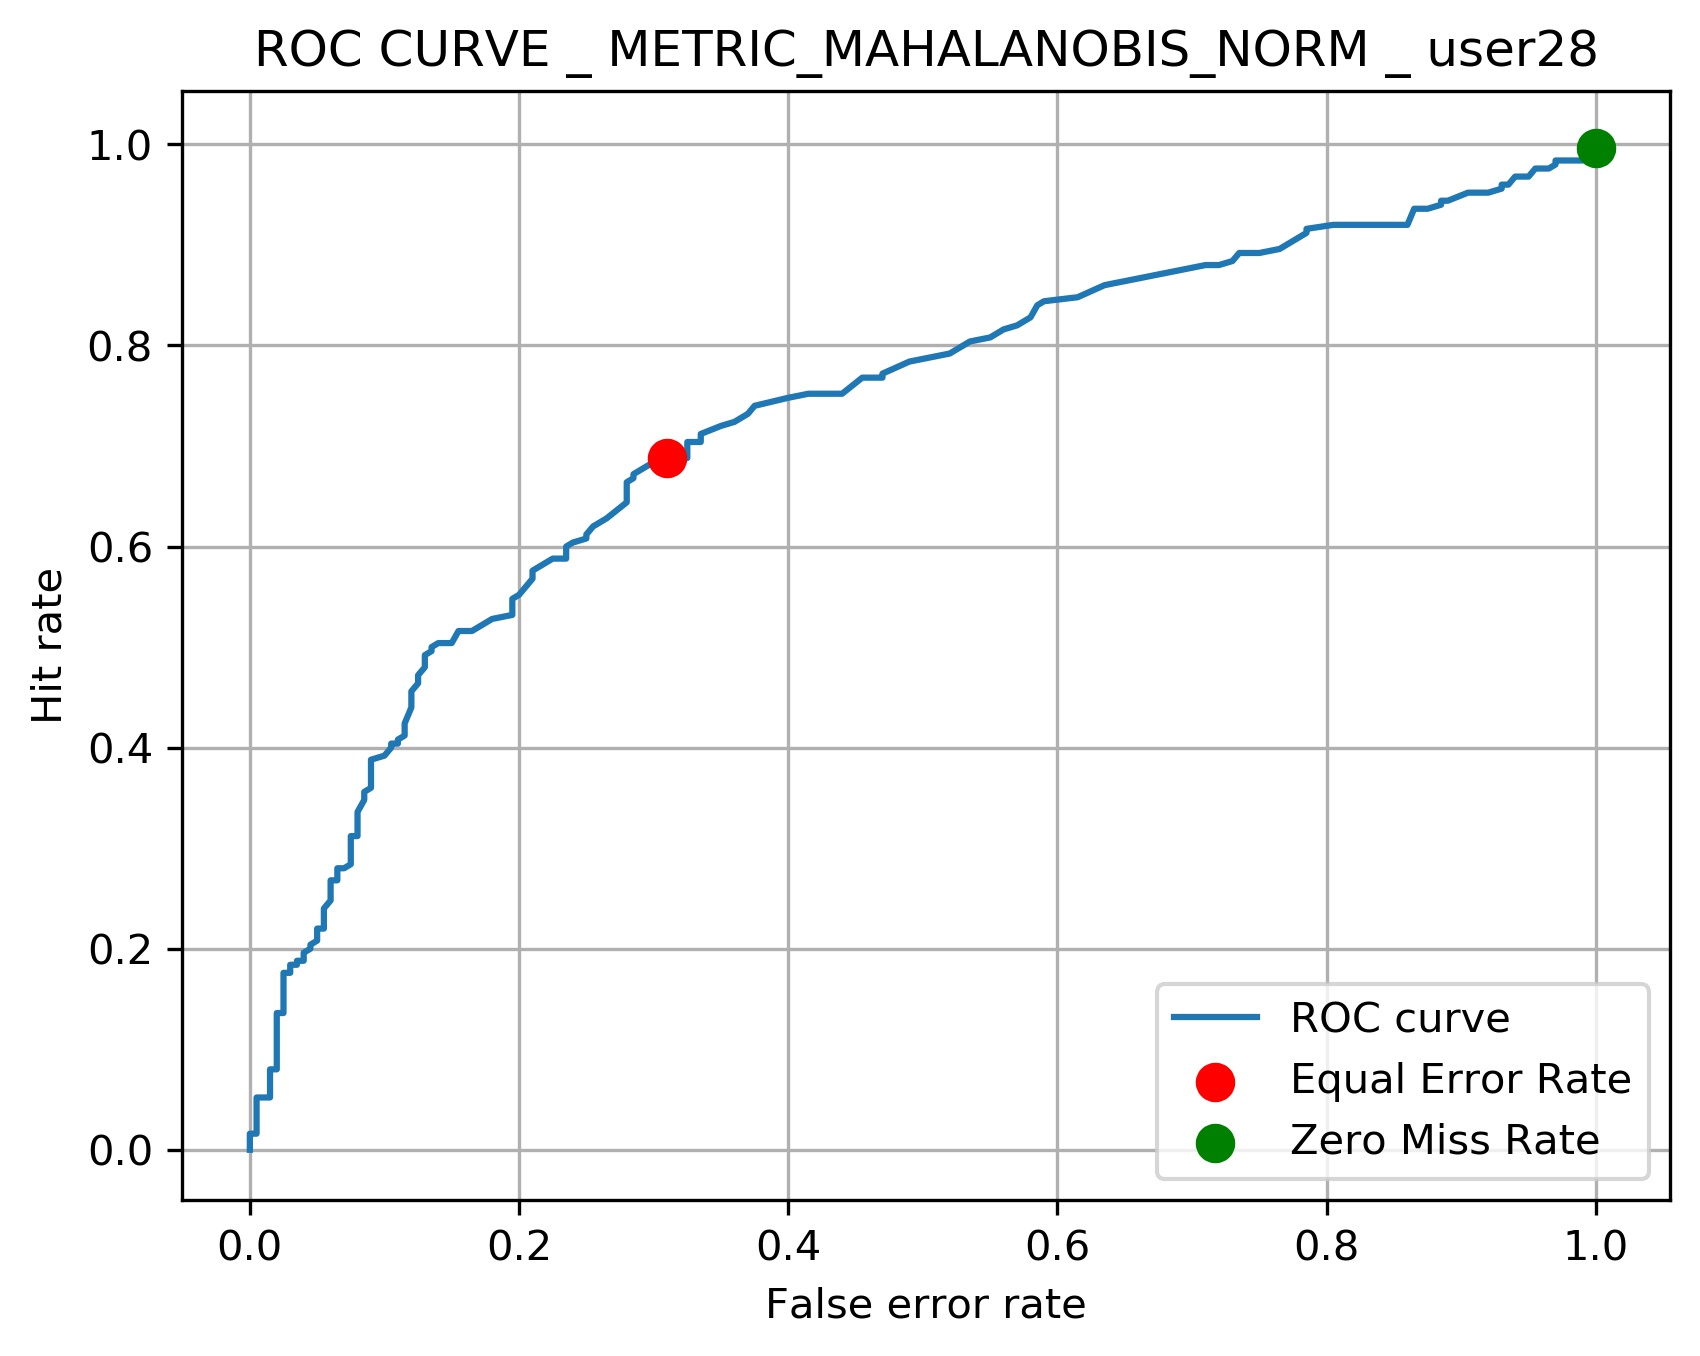 ROC CURVE _ METRIC_MAHALANOBIS_NORM _ user28
1.0
0.8
0.6
0.4
0.2
0.0
Hit rate
ROC curve
Equal Error Rate
Zero Miss Rate
0.0 0.2 0.4 0.6 0.8 1.0
False error rate